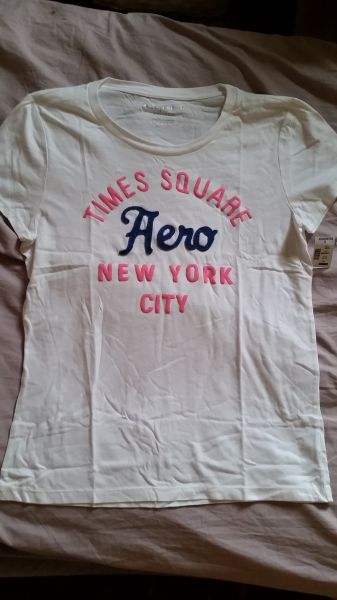 TIMES SQUARE
Aero
NEW YORK
CITY